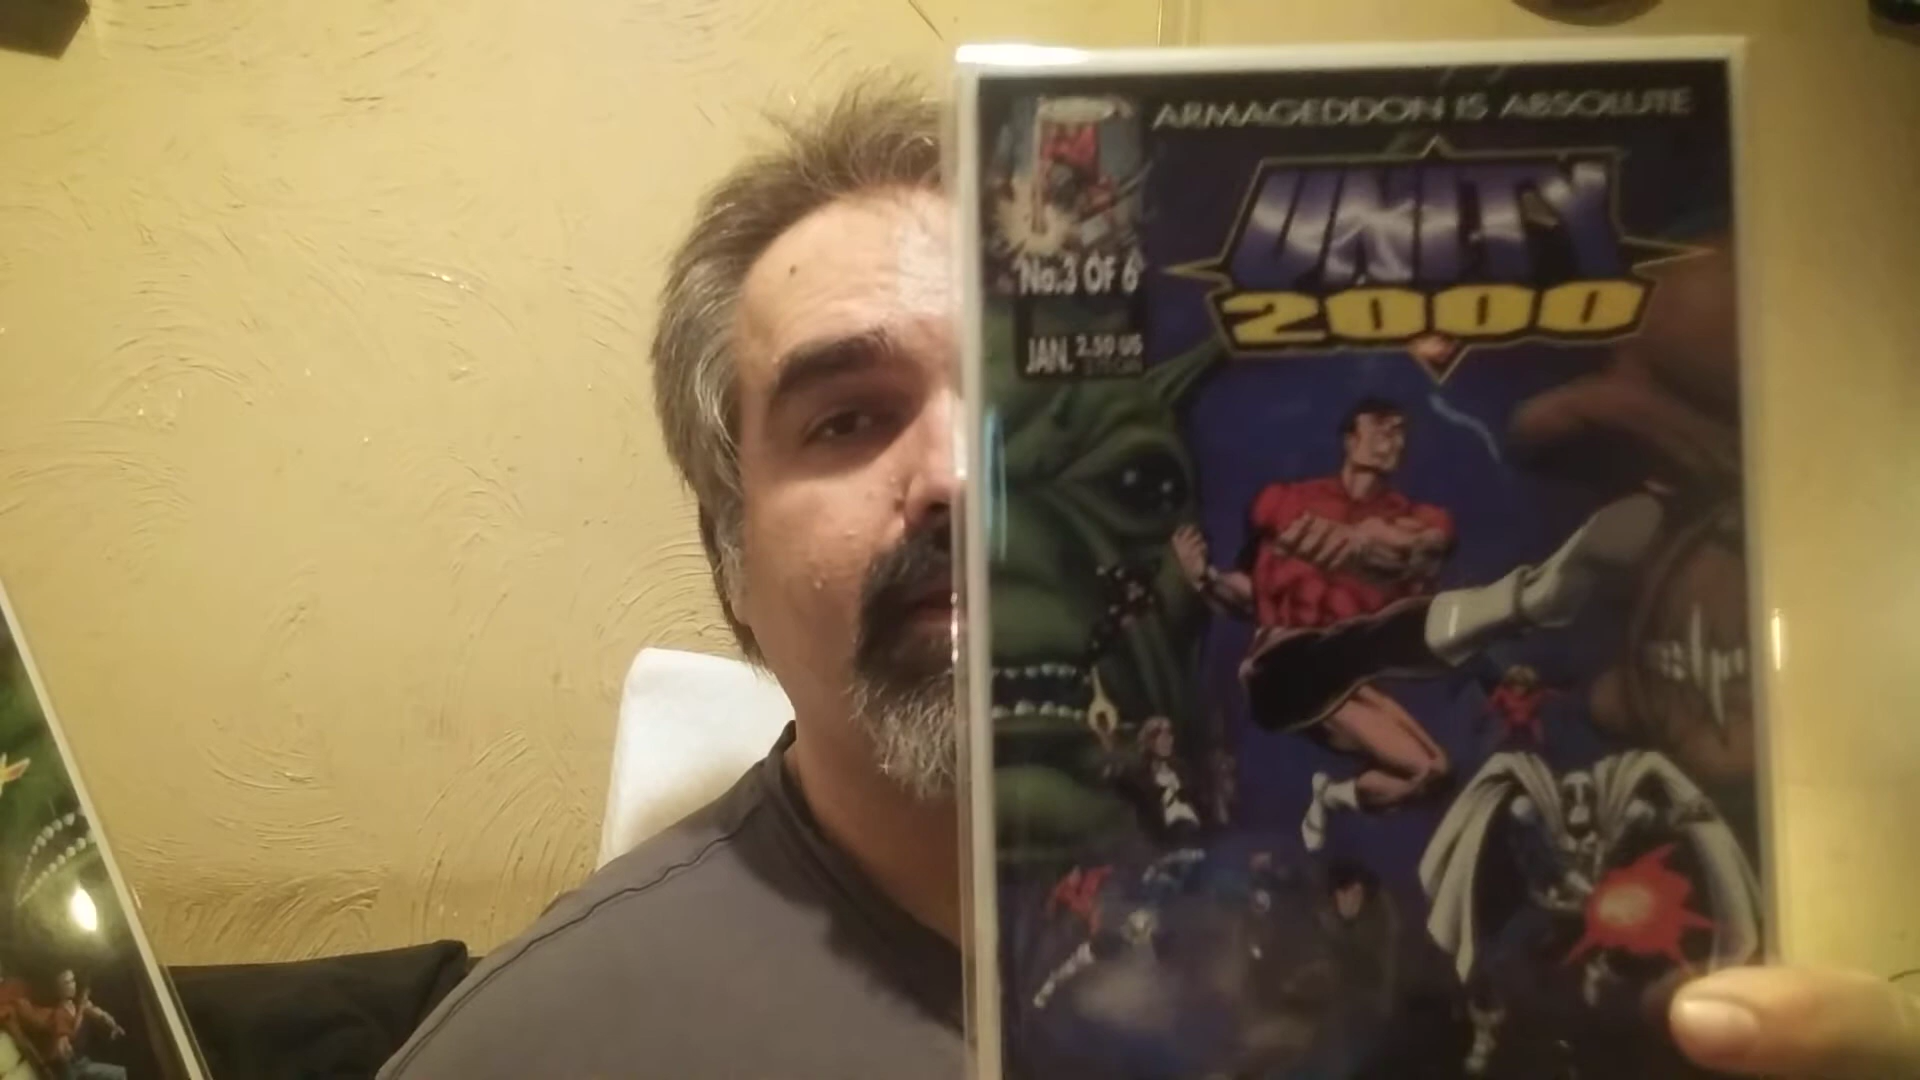 ARMAGEDDON IS ABSOLUTE
UNITY
2000
No.3 OF 6
JAN. 2.50 US